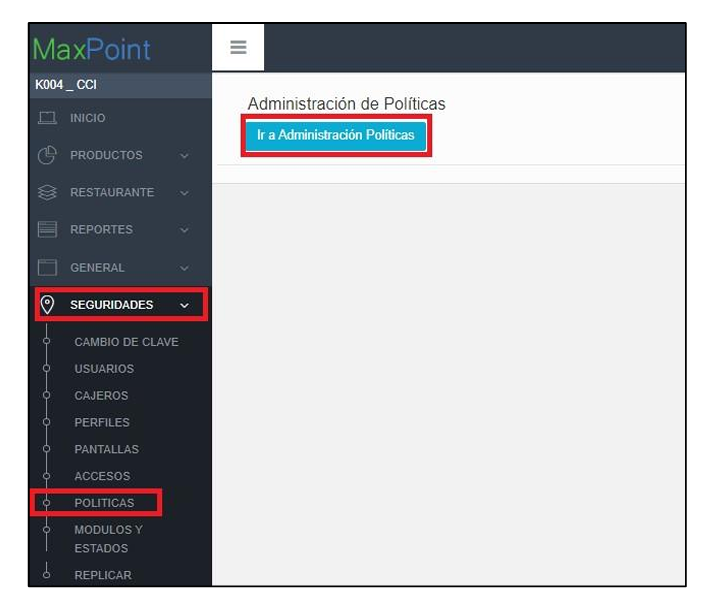 MaxPoint
K004 _ CCI
INICIO
PRODUCTOS
RESTAURANTE
REPORTES
GENERAL
SEGURIDADES
CAMBIO DE CLAVE
USUARIOS
CAJEROS
PERFILES
PANTALLAS
ACCESOS
POLITICAS
MODULOS Y
ESTADOS
REPLICAR
Administración de Políticas
Ir a Administración Políticas